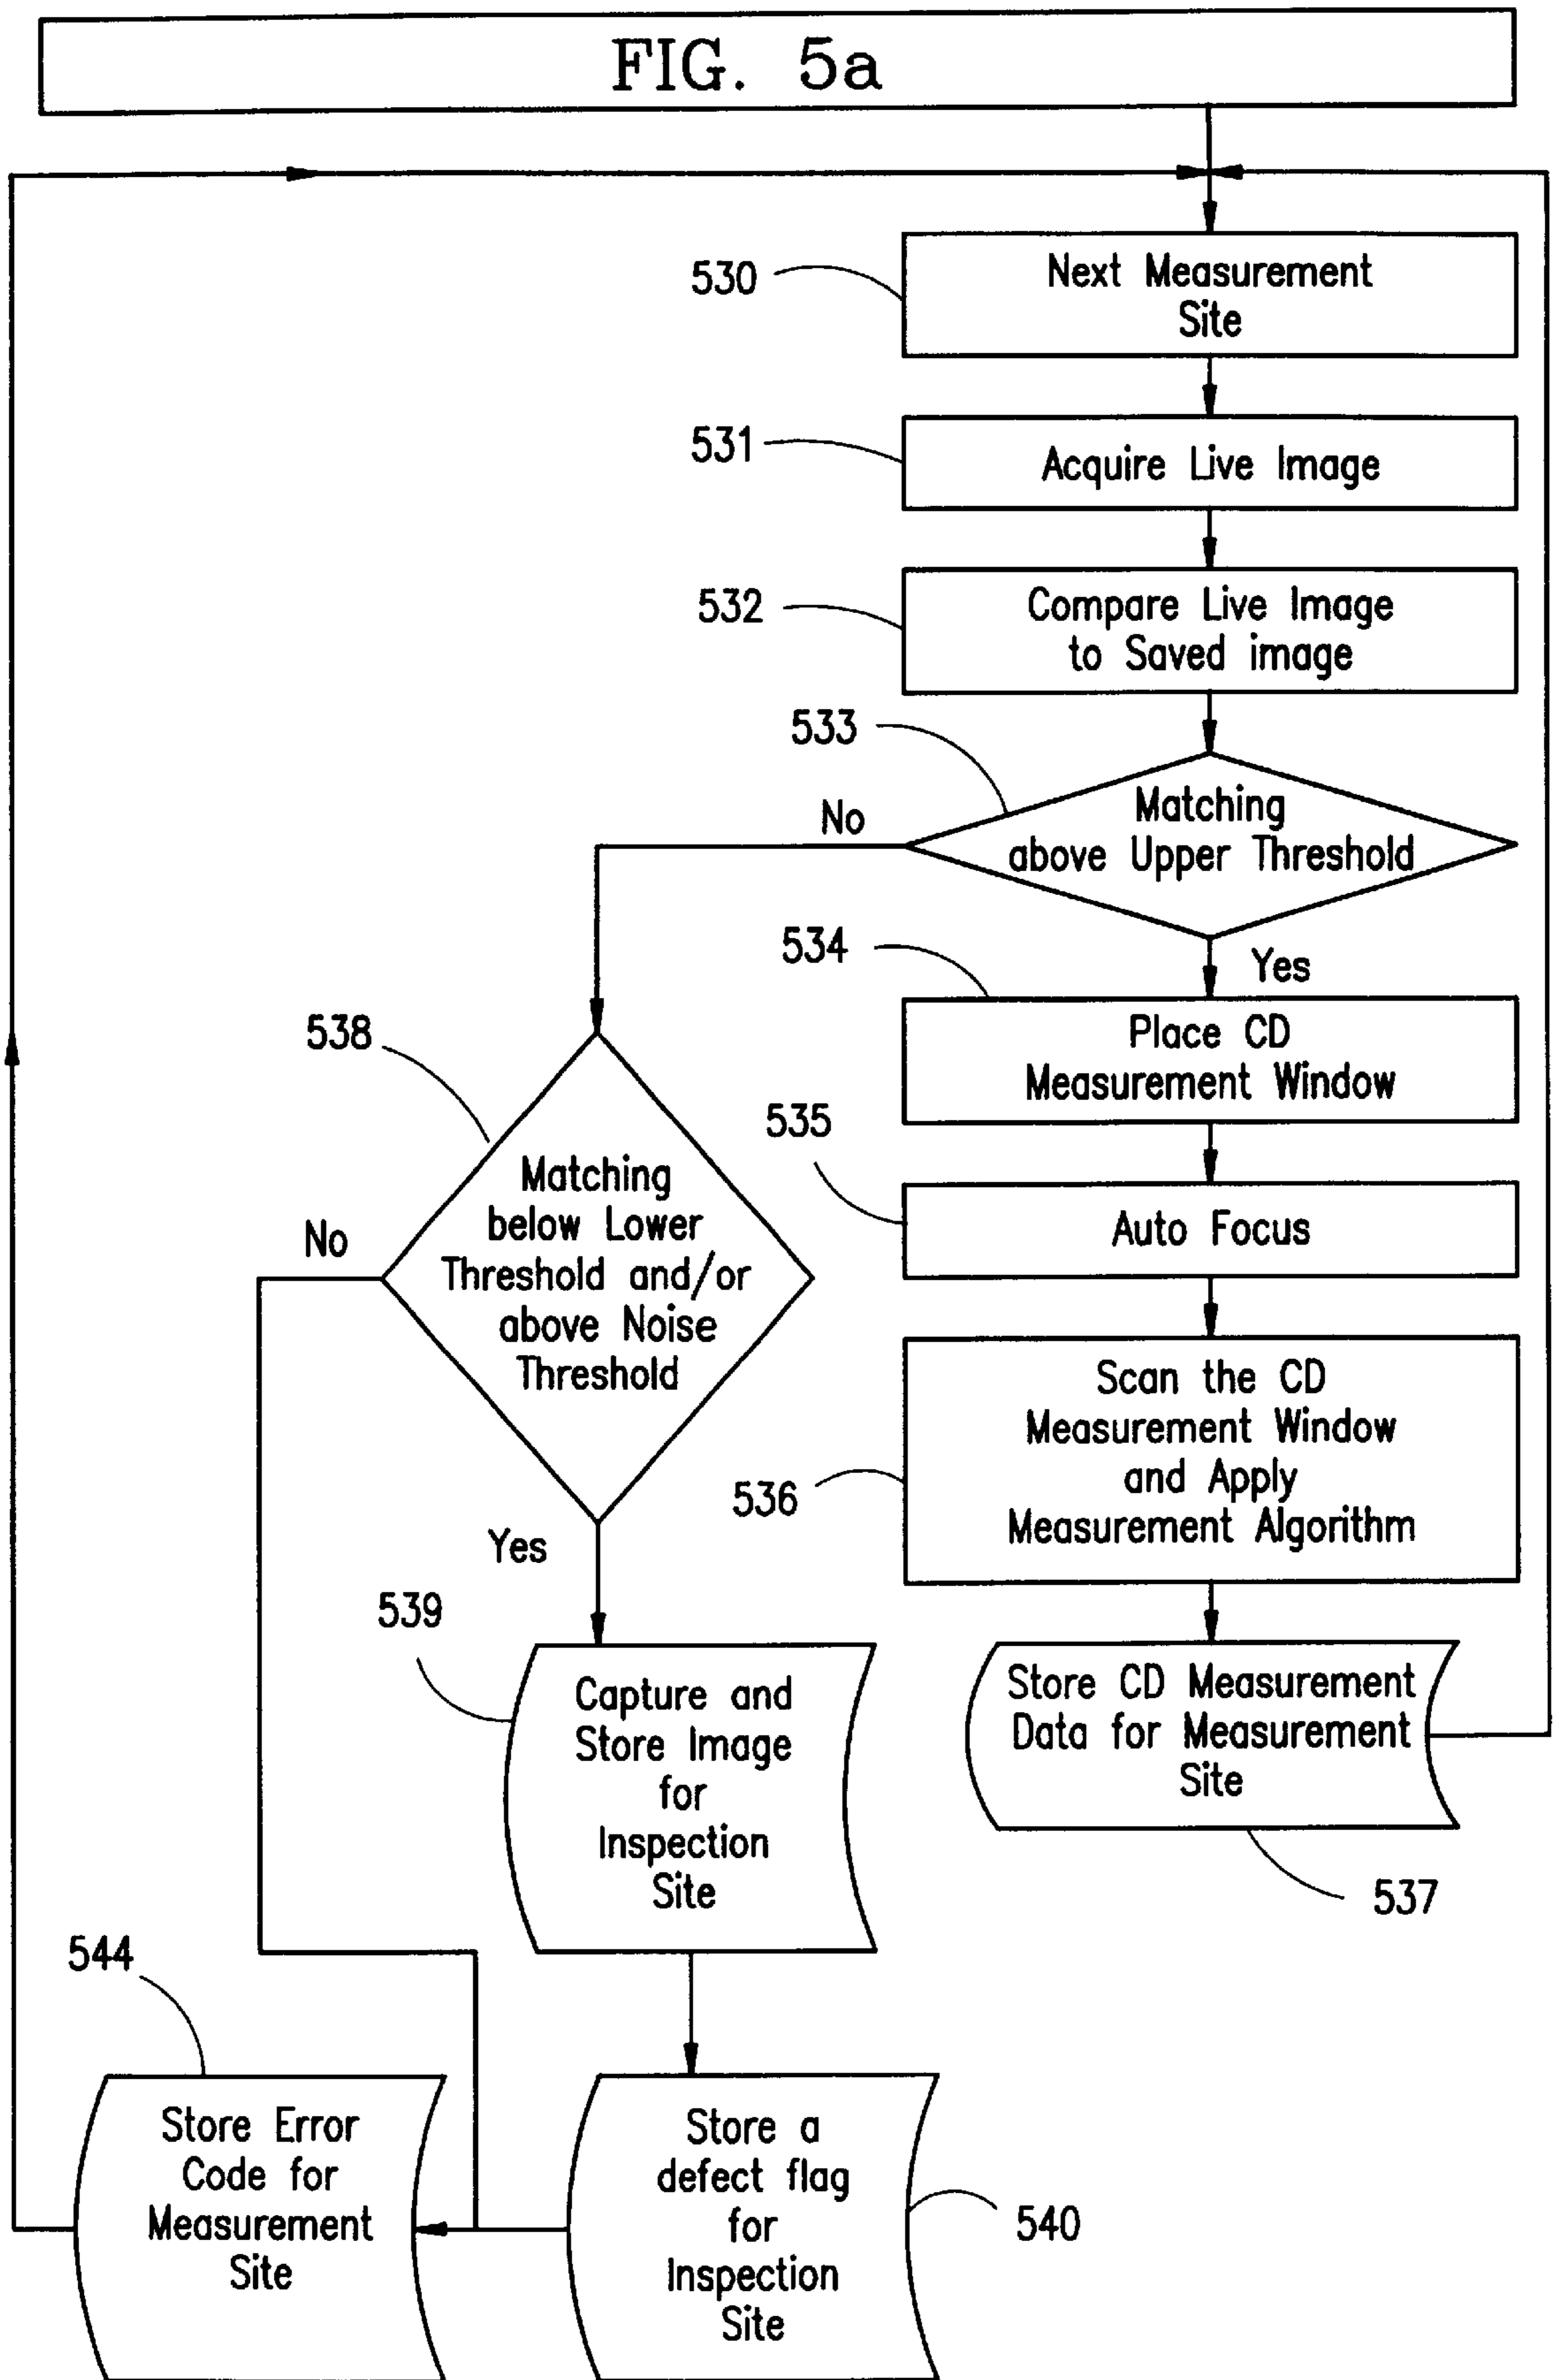 FIG. 5a
530
Next Measurement
Site
531
Acquire Live Image
532
Compare Live Image
to Saved image
533
Matching
above Upper Threshold
No
Yes
534
Place CD
Measurement Window
535
Auto Focus
536
Scan the CD
Measurement Window
and Apply
Measurement Algorithm
Store CD Measurement
Data for Measurement
Site
537
538
Matching
below Lower
Threshold and/or
above Noise
Threshold
No
Yes
539
Capture and
Store Image
for
Inspection
Site
544
Store Error
Code for
Measurement
Site
Store a
defect flag
for
Inspection
Site
540